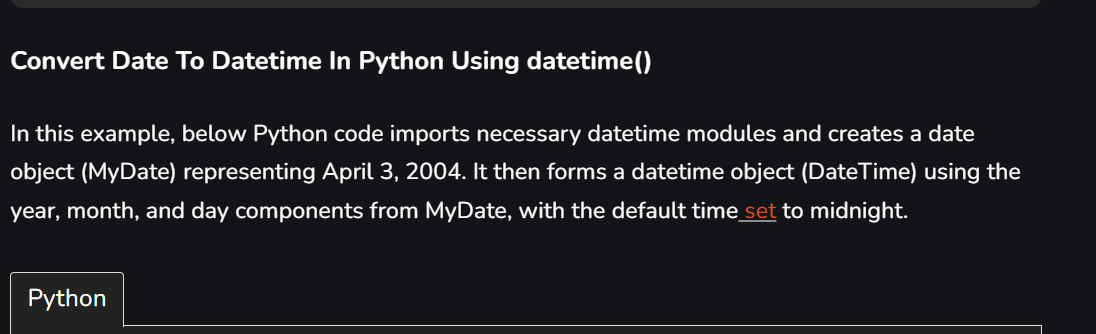 Convert Date To Datetime In Python Using datetime()
In this example, below Python code imports necessary datetime modules and creates a date
object (MyDate) representing April 3, 2004. It then forms a datetime object (DateTime) using the
year, month, and day components from MyDate, with the default time set to midnight.
Python